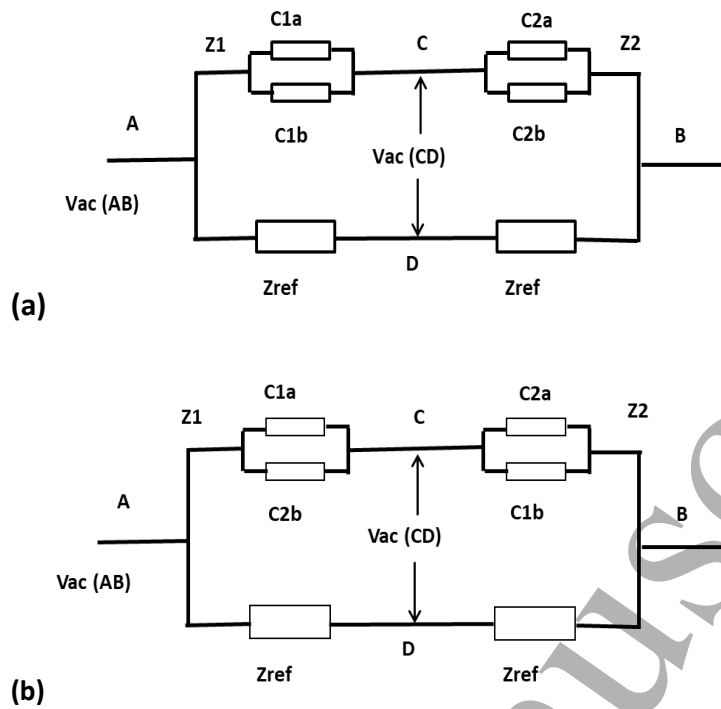 C1a
C2a
Z1
C
Z2
A
C1b
C2b
B
Vac (CD)
Vac (AB)
D
Zref
Zref
(a)
C1a
C2a
Z1
C
Z2
A
C2b
C1b
B
Vac (CD)
Vac (AB)
D
Zref
Zref
(b)